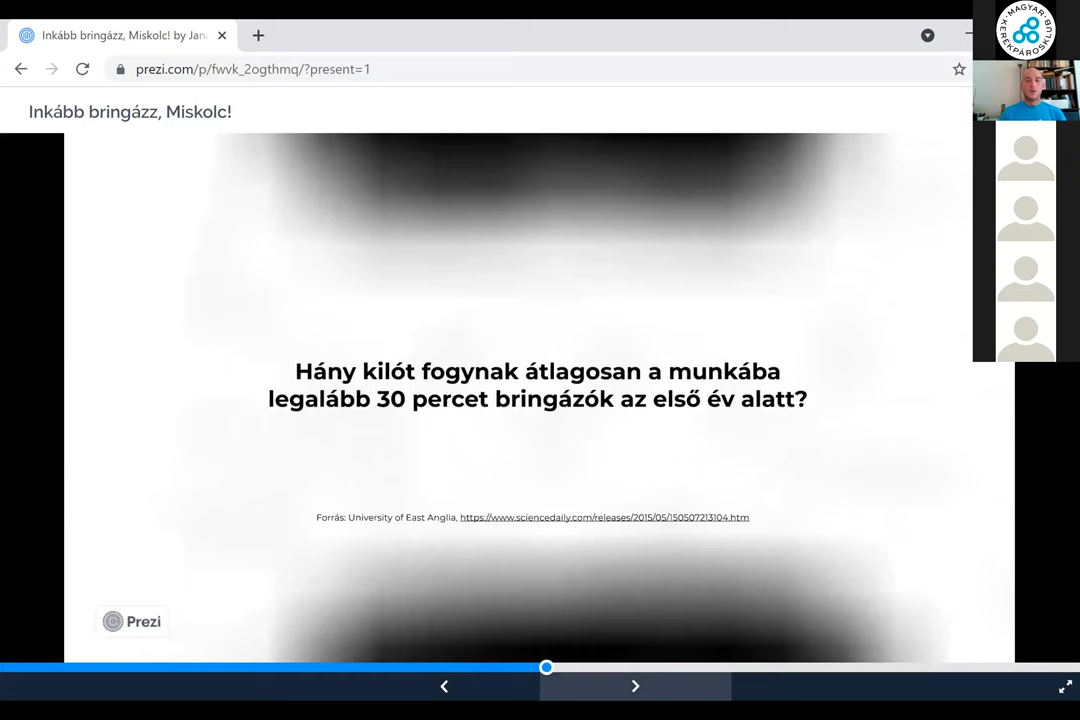 Inkább bringázz, Miskolc! by Jan
prezi.com/p/fwvk_2ogthmq/?present=1
MAGYAR KERÉKPÁROSKLUB
Inkább bringázz, Miskolc!
Hány kilót fogynak átlagosan a munkába
legalább 30 percet bringázók az első év alatt?
Forrás: University of East Anglia, https://www.sciencedaily.com/releases/2015/05/150507213104.htm
Prezi